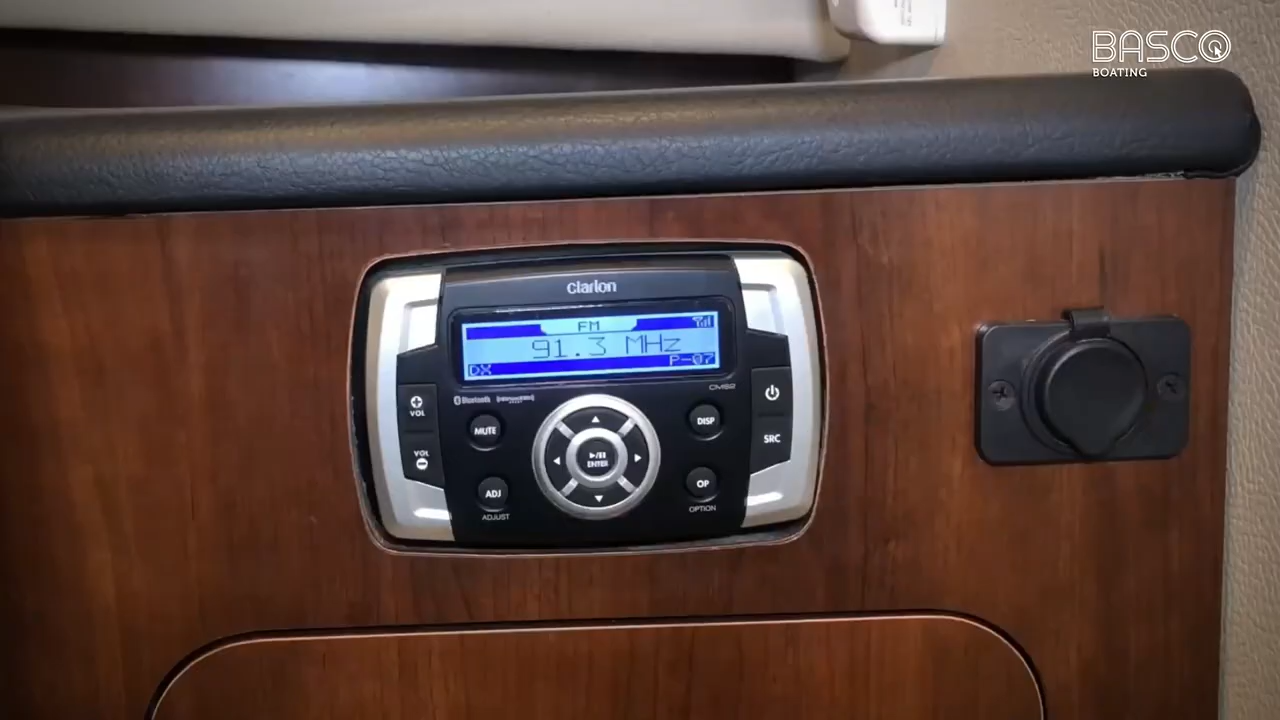 BASCO
BOATING
Clarion
FM
91.3 MHz
DX
P-07
CMS2
Bluetooth
VOL
MUTE
DISP
VOL
SRC
ENTER
ADJ
OP
ADJUST
OPTION